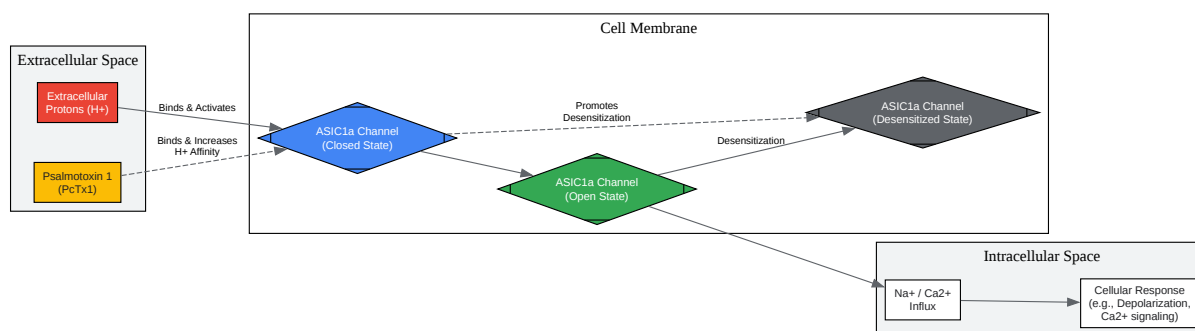 Cell Membrane
Extracellular Space
Extracellular
Protons (H+)
Binds & Activates
Psalmotoxin 1
(PcTx1)
Binds & Increases
H+ Affinity
ASIC1a Channel
(Closed State)
Promotes
Desensitization
ASIC1a Channel
(Desensitized State)
Desensitization
ASIC1a Channel
(Open State)
Intracellular Space
Na+ / Ca2+
Influx
Cellular Response
(e.g., Depolarization,
Ca2+ signaling)